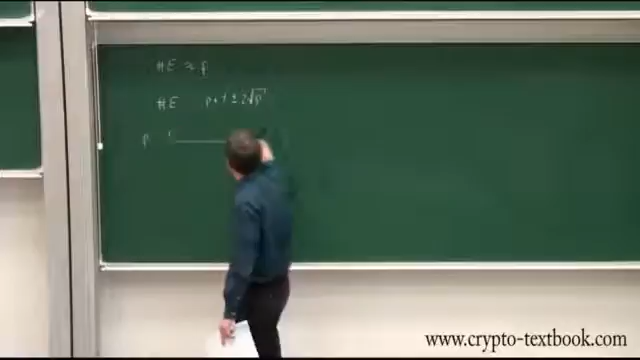 #E ≈ p
#E p+1 ± 2√p
p
www.crypto-textbook.com